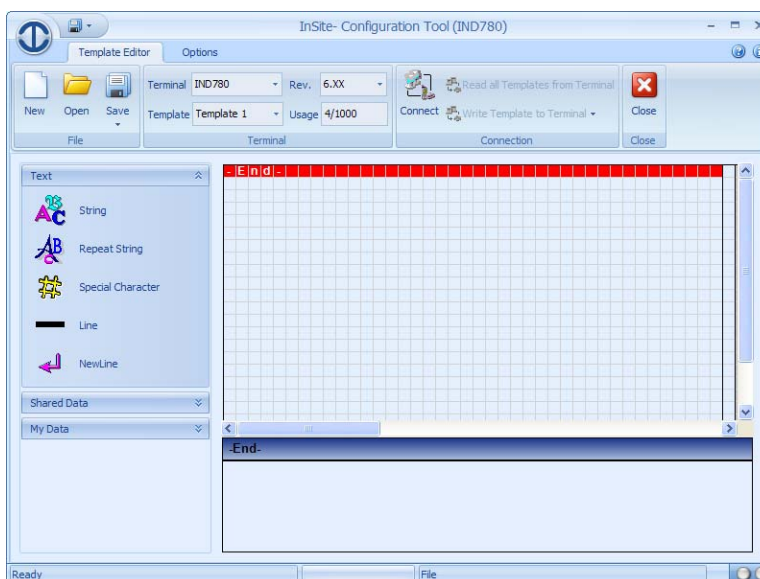 InSite- Configuration Tool (IND780)
Template Editor Options
New Open Save
File
Terminal IND780 Rev. 6.XX
Template Template 1 Usage 4/1000
Terminal
Connect Read all Templates from Terminal
Write Template to Terminal
Connection
Close
Close
Text
String
Repeat String
Special Character
Line
NewLine
Shared Data
My Data
-End-
-End-
Ready File